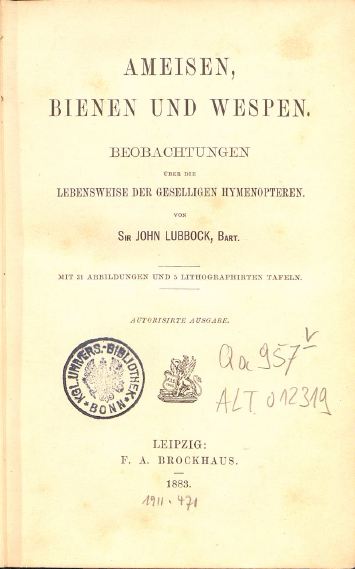 AMEISEN,
BIENEN UND WESPEN.
BEOBACHTUNGEN
ÜBER DIE
LEBENSWEISE DER GESELLIGEN HYMENOPTEREN.
VON
SIR JOHN LUBBOCK, BART.
MIT 31 ABBILDUNGEN UND 5 LITHOGRAPHIRTEN TAFELN.
AUTORISIRTE AUSGABE.
KGL. UNIVERS.-BIBLIOTHEK
* BONN *
Qa 957 v
ALT 012319
LEIPZIG:
F. A. BROCKHAUS.
1883.
1911. 471